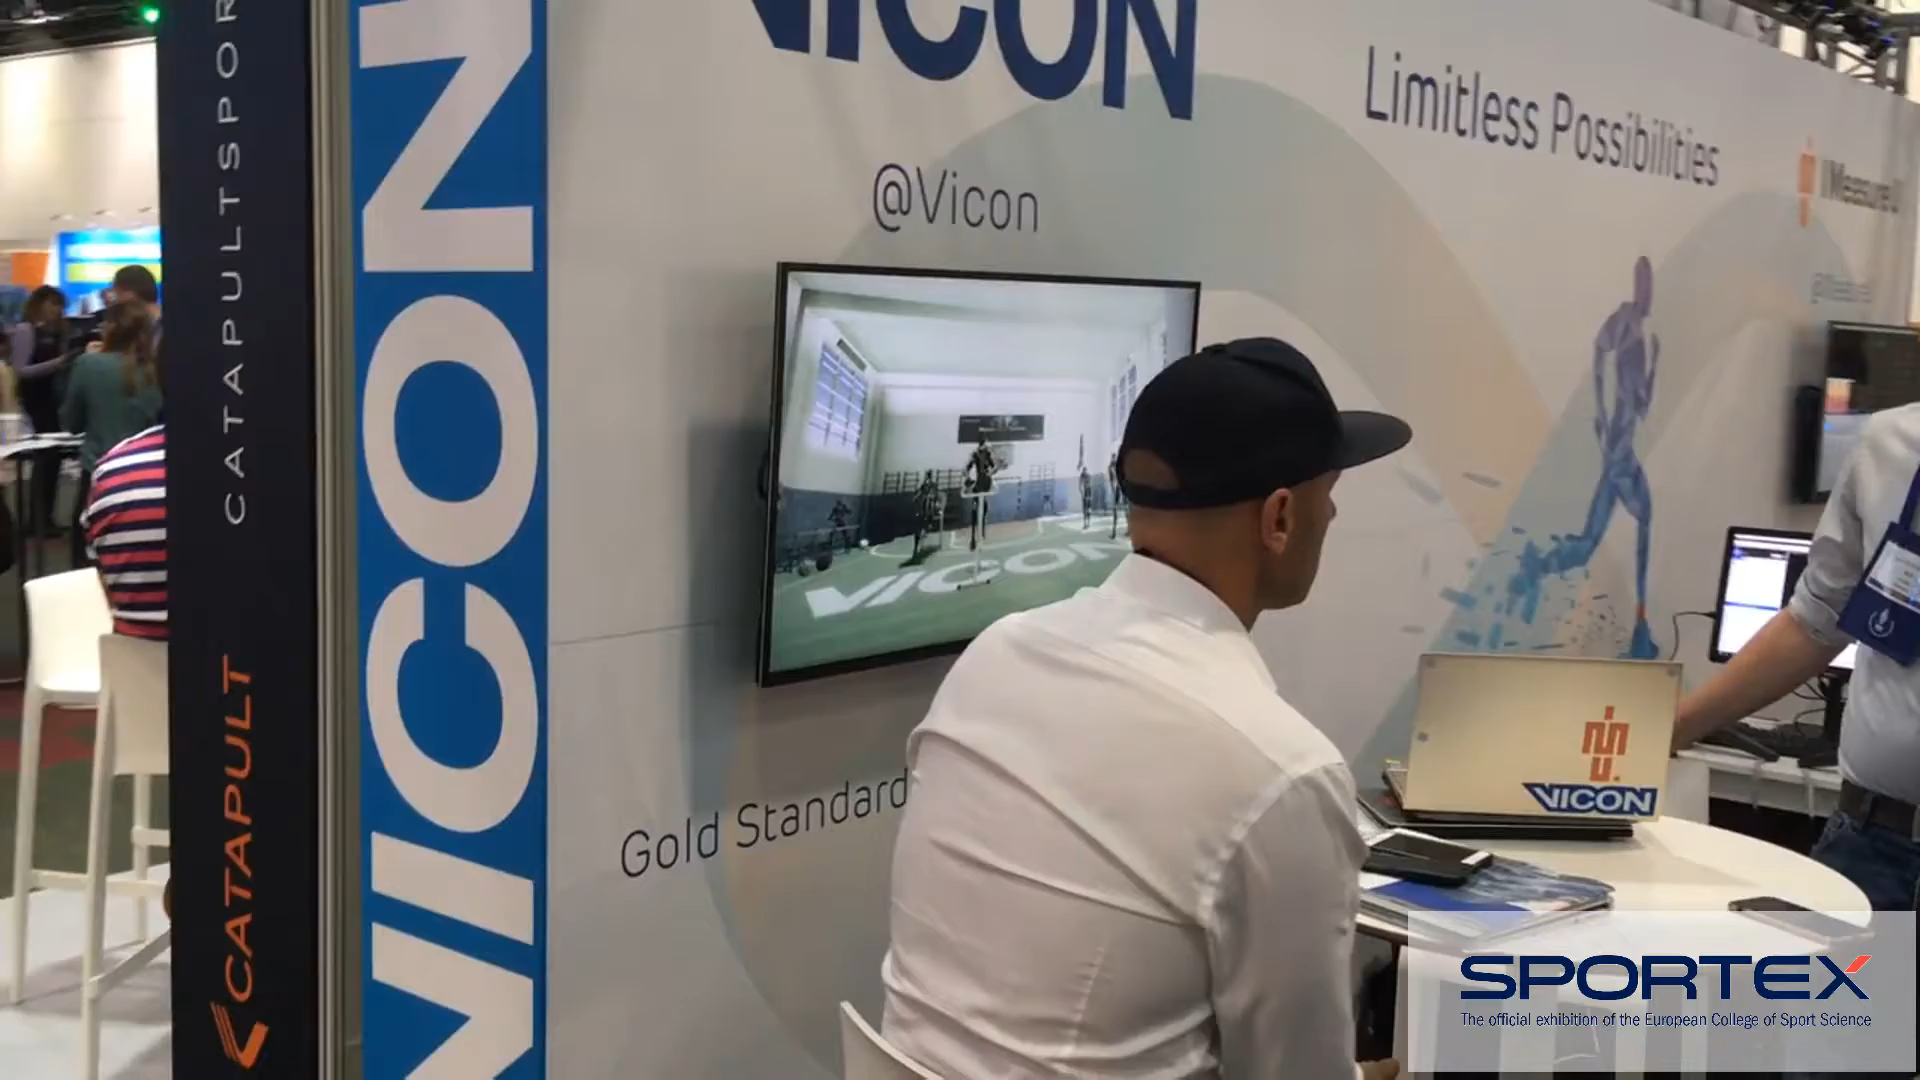 CATAPULTSPOR
CATAPULT
VICON
VICON
@Vicon
VICON
Gold Standard
Limitless Possibilities
IMeasureU
VICON
SPORTEX
The official exhibition of the European College of Sport Science